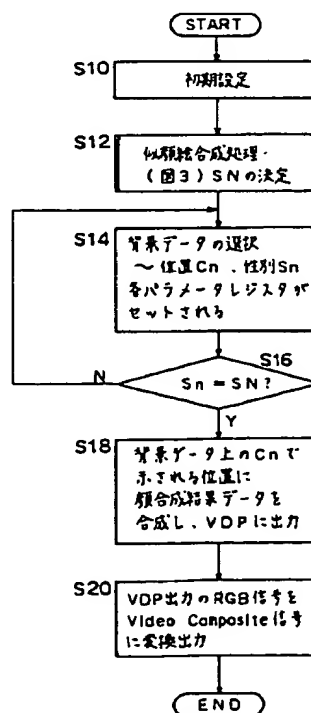 START
S10
初期設定
S12
似顔絵合成処理・
(図3)SNの決定
S14
背景データの選択
〜位置Cn、性別Sn
各パラメータレジスタが
セットされる
S16
N
Sn=SN?
Y
S18
背景データ上のCnで
示される位置に
顔合成結果データを
合成し、VDPに出力
S20
VDP出力のRGB信号を
Video Composite信号
に変換出力
END